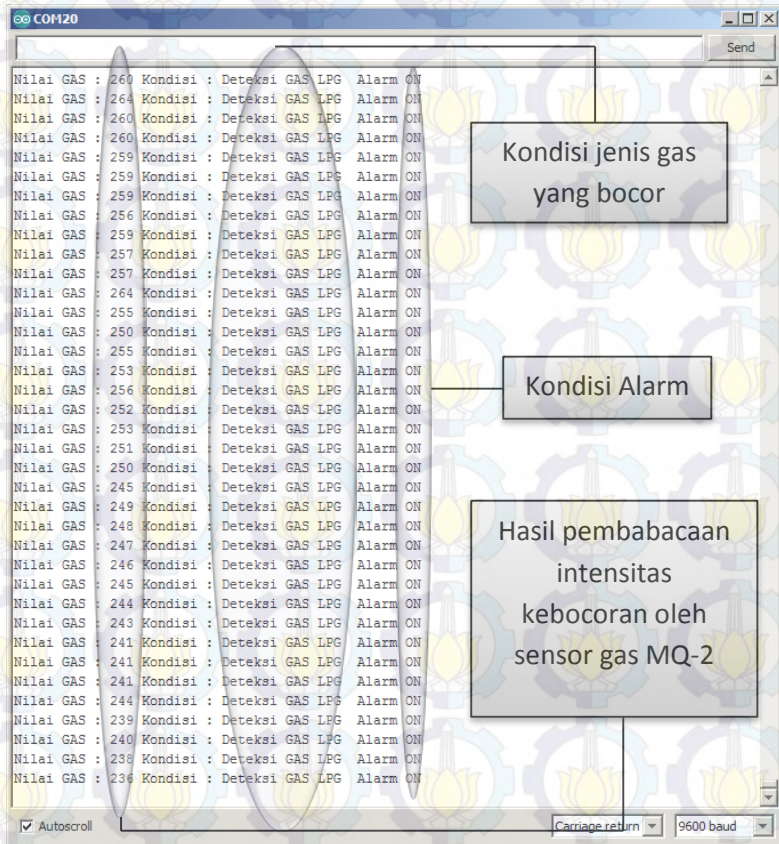 COM20
Send
Nilai GAS : 260 Kondisi : Deteksi GAS LPG Alarm ON
Nilai GAS : 264 Kondisi : Deteksi GAS LPG Alarm ON
Nilai GAS : 260 Kondisi : Deteksi GAS LPG Alarm ON
Nilai GAS : 260 Kondisi : Deteksi GAS LPG Alarm ON
Nilai GAS : 259 Kondisi : Deteksi GAS LPG Alarm ON
Nilai GAS : 259 Kondisi : Deteksi GAS LPG Alarm ON
Nilai GAS : 259 Kondisi : Deteksi GAS LPG Alarm ON
Nilai GAS : 256 Kondisi : Deteksi GAS LPG Alarm ON
Nilai GAS : 259 Kondisi : Deteksi GAS LPG Alarm ON
Nilai GAS : 257 Kondisi : Deteksi GAS LPG Alarm ON
Nilai GAS : 257 Kondisi : Deteksi GAS LPG Alarm ON
Nilai GAS : 264 Kondisi : Deteksi GAS LPG Alarm ON
Nilai GAS : 255 Kondisi : Deteksi GAS LPG Alarm ON
Nilai GAS : 250 Kondisi : Deteksi GAS LPG Alarm ON
Nilai GAS : 255 Kondisi : Deteksi GAS LPG Alarm ON
Nilai GAS : 253 Kondisi : Deteksi GAS LPG Alarm ON
Nilai GAS : 256 Kondisi : Deteksi GAS LPG Alarm ON
Nilai GAS : 252 Kondisi : Deteksi GAS LPG Alarm ON
Nilai GAS : 253 Kondisi : Deteksi GAS LPG Alarm ON
Nilai GAS : 251 Kondisi : Deteksi GAS LPG Alarm ON
Nilai GAS : 250 Kondisi : Deteksi GAS LPG Alarm ON
Nilai GAS : 245 Kondisi : Deteksi GAS LPG Alarm ON
Nilai GAS : 249 Kondisi : Deteksi GAS LPG Alarm ON
Nilai GAS : 248 Kondisi : Deteksi GAS LPG Alarm ON
Nilai GAS : 247 Kondisi : Deteksi GAS LPG Alarm ON
Nilai GAS : 246 Kondisi : Deteksi GAS LPG Alarm ON
Nilai GAS : 245 Kondisi : Deteksi GAS LPG Alarm ON
Nilai GAS : 244 Kondisi : Deteksi GAS LPG Alarm ON
Nilai GAS : 243 Kondisi : Deteksi GAS LPG Alarm ON
Nilai GAS : 241 Kondisi : Deteksi GAS LPG Alarm ON
Nilai GAS : 241 Kondisi : Deteksi GAS LPG Alarm ON
Nilai GAS : 241 Kondisi : Deteksi GAS LPG Alarm ON
Nilai GAS : 244 Kondisi : Deteksi GAS LPG Alarm ON
Nilai GAS : 239 Kondisi : Deteksi GAS LPG Alarm ON
Nilai GAS : 240 Kondisi : Deteksi GAS LPG Alarm ON
Nilai GAS : 238 Kondisi : Deteksi GAS LPG Alarm ON
Nilai GAS : 236 Kondisi : Deteksi GAS LPG Alarm ON
Kondisi jenis gas
yang bocor
Kondisi Alarm
Hasil pembabacaan
intensitas
kebocoran oleh
sensor gas MQ-2
Autoscroll
Carriage return
9600 baud